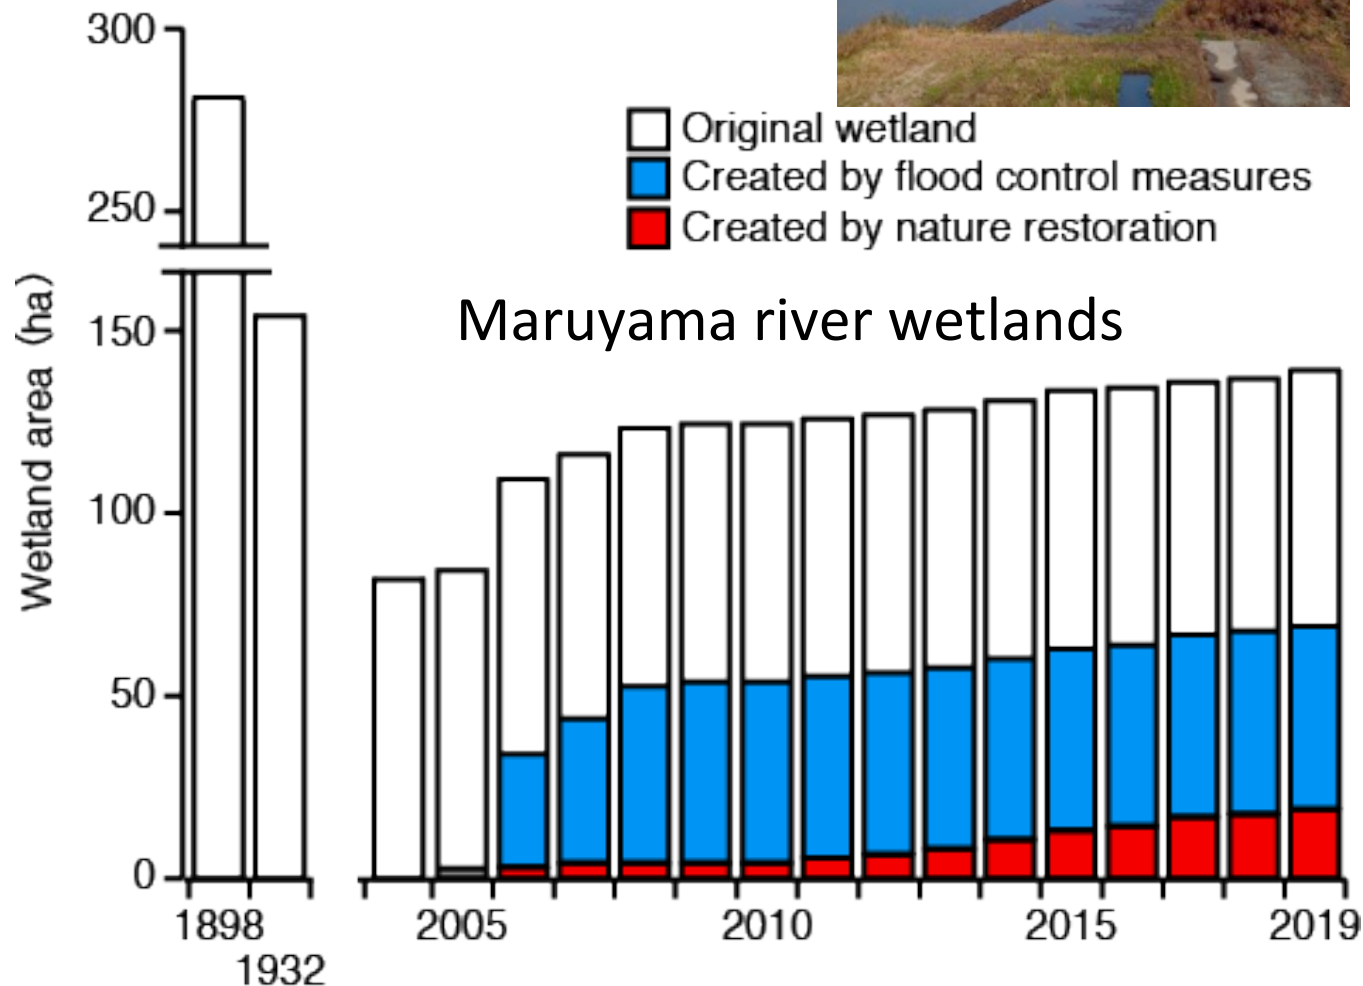 300
250
150
100
50
0
Wetland area (ha)
Original wetland
Created by flood control measures
Created by nature restoration
Maruyama river wetlands
1898
1932
2005
2010
2015
2019